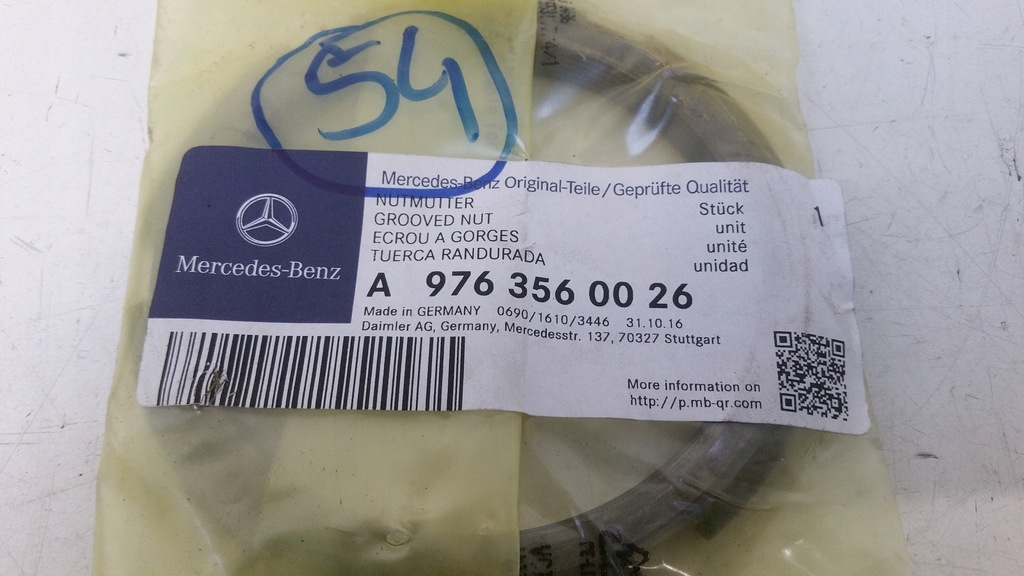 54
Mercedes-Benz Original-Teile/Geprüfte Qualität
NUTMUTTER
GROOVED NUT
ECROU A GORGES
TUERCA RANDURADA
Stück
unit
unité
unidad
1
Mercedes-Benz
A 976 356 00 26
Made in GERMANY 0690/1610/3446 31.10.16
Daimler AG, Germany, Mercedesstr. 137, 70327 Stuttgart
More information on
http://p.mb-qr.com